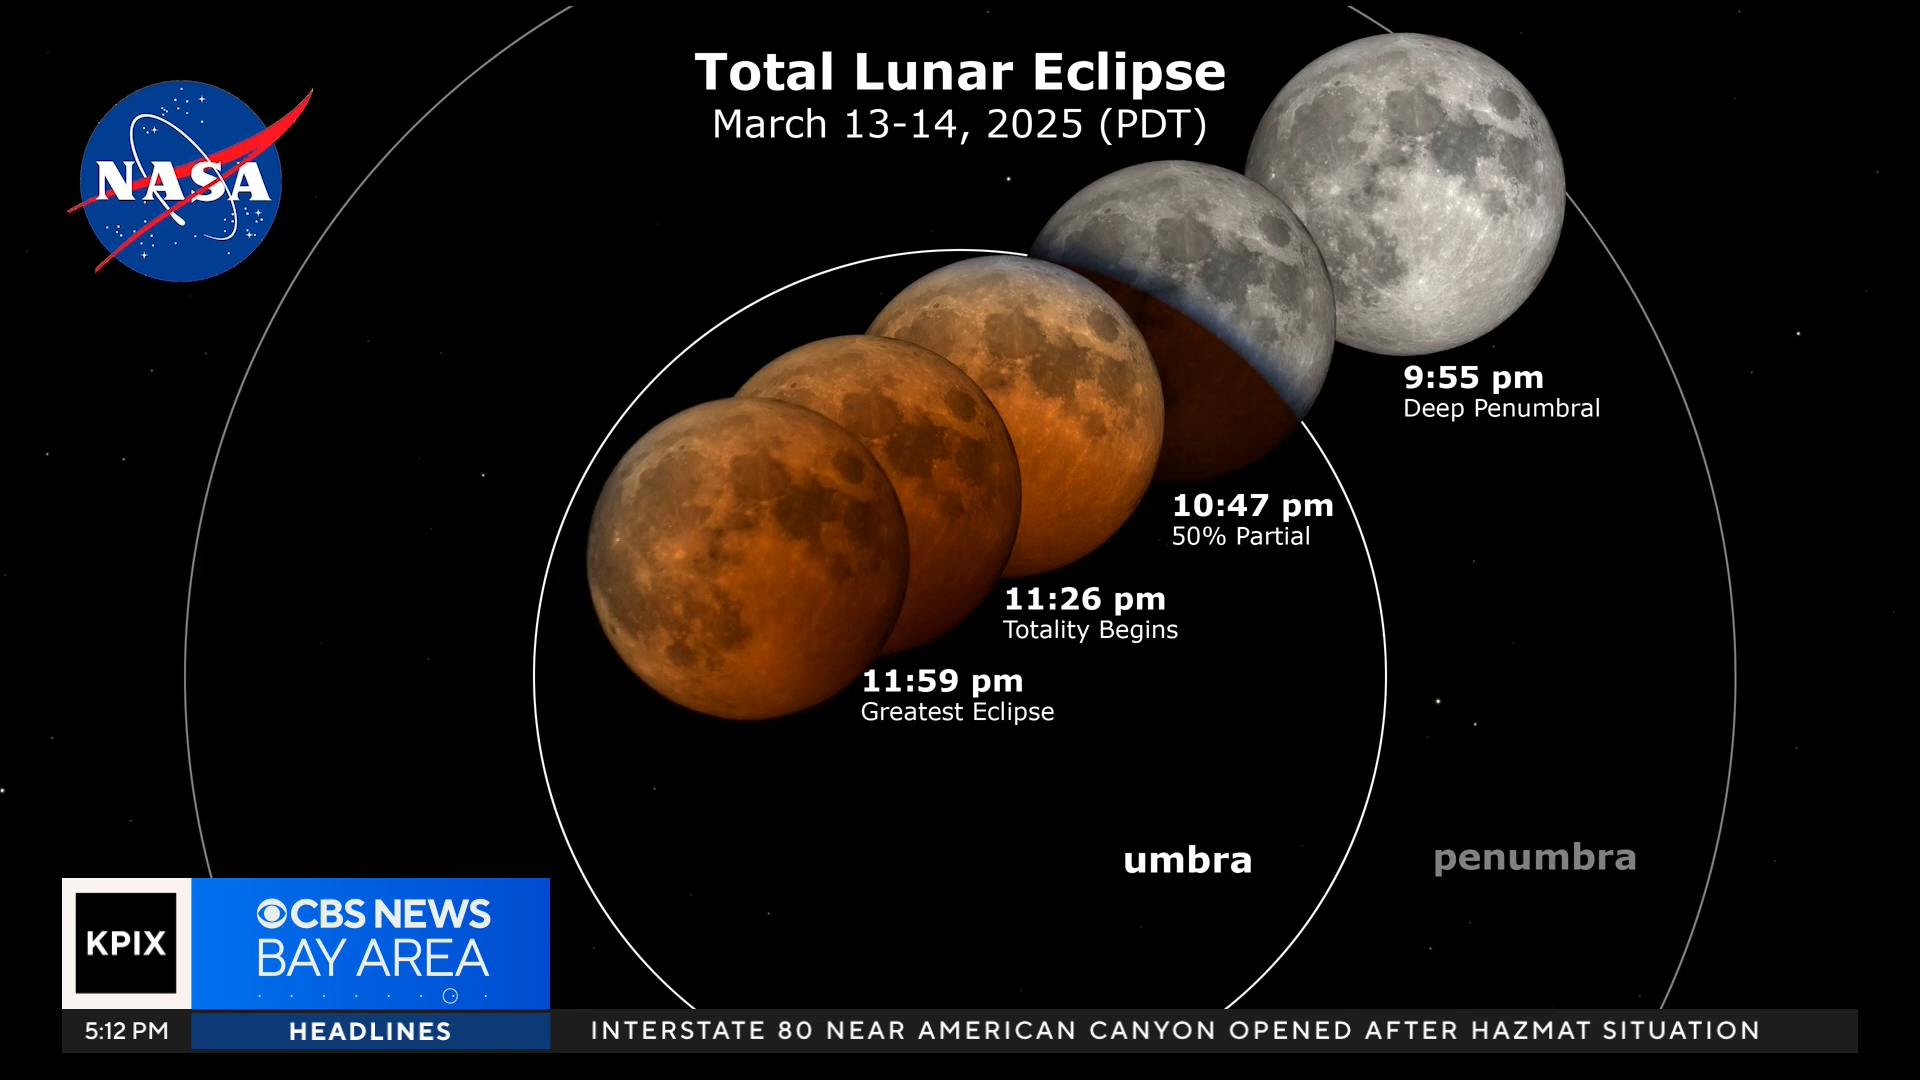 Total Lunar Eclipse
March 13-14, 2025 (PDT)
NASA
9:55 pm
Deep Penumbral
10:47 pm
50% Partial
11:26 pm
Totality Begins
11:59 pm
Greatest Eclipse
umbra
penumbra
KPIX
CBS NEWS
BAY AREA
5:12 PM
HEADLINES
INTERSTATE 80 NEAR AMERICAN CANYON OPENED AFTER HAZMAT SITUATION